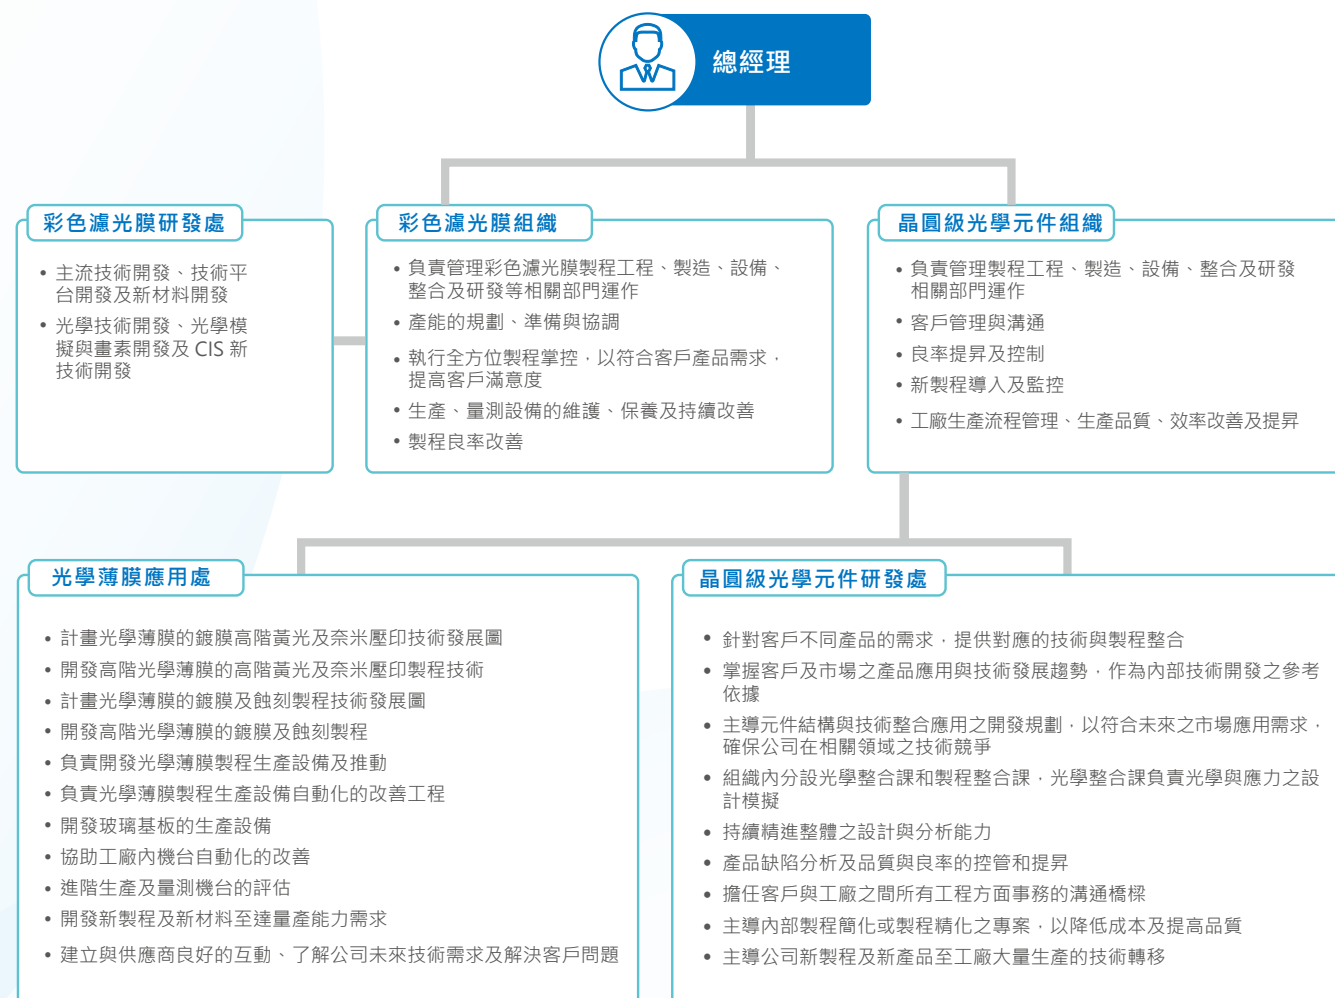 總經理
彩色濾光膜研發處
• 主流技術開發、技術平
台開發及新材料開發
• 光學技術開發、光學模
擬與畫素開發及 CIS 新
技術開發
彩色濾光膜組織
• 負責管理彩色濾光膜製程工程、製造、設備、
整合及研發等相關部門運作
• 產能的規劃、準備與協調
• 執行全方位製程掌控，以符合客戶產品需求，
提高客戶滿意度
• 生產、量測設備的維護、保養及持續改善
• 製程良率改善
晶圓級光學元件組織
• 負責管理製程工程、製造、設備、整合及研發
相關部門運作
• 客戶管理與溝通
• 良率提昇及控制
• 新製程導入及監控
• 工廠生產流程管理、生產品質、效率改善及提昇
光學薄膜應用處
• 計畫光學薄膜的鍍膜高階黃光及奈米壓印技術發展圖
• 開發高階光學薄膜的高階黃光及奈米壓印製程技術
• 計畫光學薄膜的鍍膜及蝕刻製程技術發展圖
• 開發高階光學薄膜的鍍膜及蝕刻製程
• 負責開發光學薄膜製程生產設備及推動
• 負責光學薄膜製程生產設備自動化的改善工程
• 開發玻璃基板的生產設備
• 協助工廠內機台自動化的改善
• 進階生產及量測機台的評估
• 開發新製程及新材料至達量產能力需求
• 建立與供應商良好的互動、了解公司未來技術需求及解決客戶問題
晶圓級光學元件研發處
• 針對客戶不同產品的需求，提供對應的技術與製程整合
• 掌握客戶及市場之產品應用與技術發展趨勢，作為內部技術開發之參考
依據
• 主導元件結構與技術整合應用之開發規劃，以符合未來之市場應用需求，
確保公司在相關領域之技術競爭
• 組織內分設光學整合課和製程整合課，光學整合課負責光學與應力之設
計模擬
• 持續精進整體之設計與分析能力
• 產品缺陷分析及品質與良率的控管和提昇
• 擔任客戶與工廠之間所有工程方面事務的溝通橋樑
• 主導內部製程簡化或製程精化之專案，以降低成本及提高品質
• 主導公司新製程及新產品至工廠大量生產的技術轉移